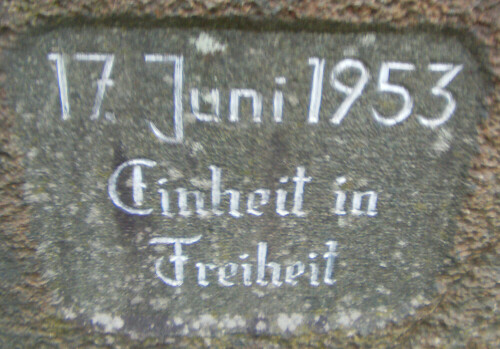 17. Juni 1953
Einheit in
Freiheit